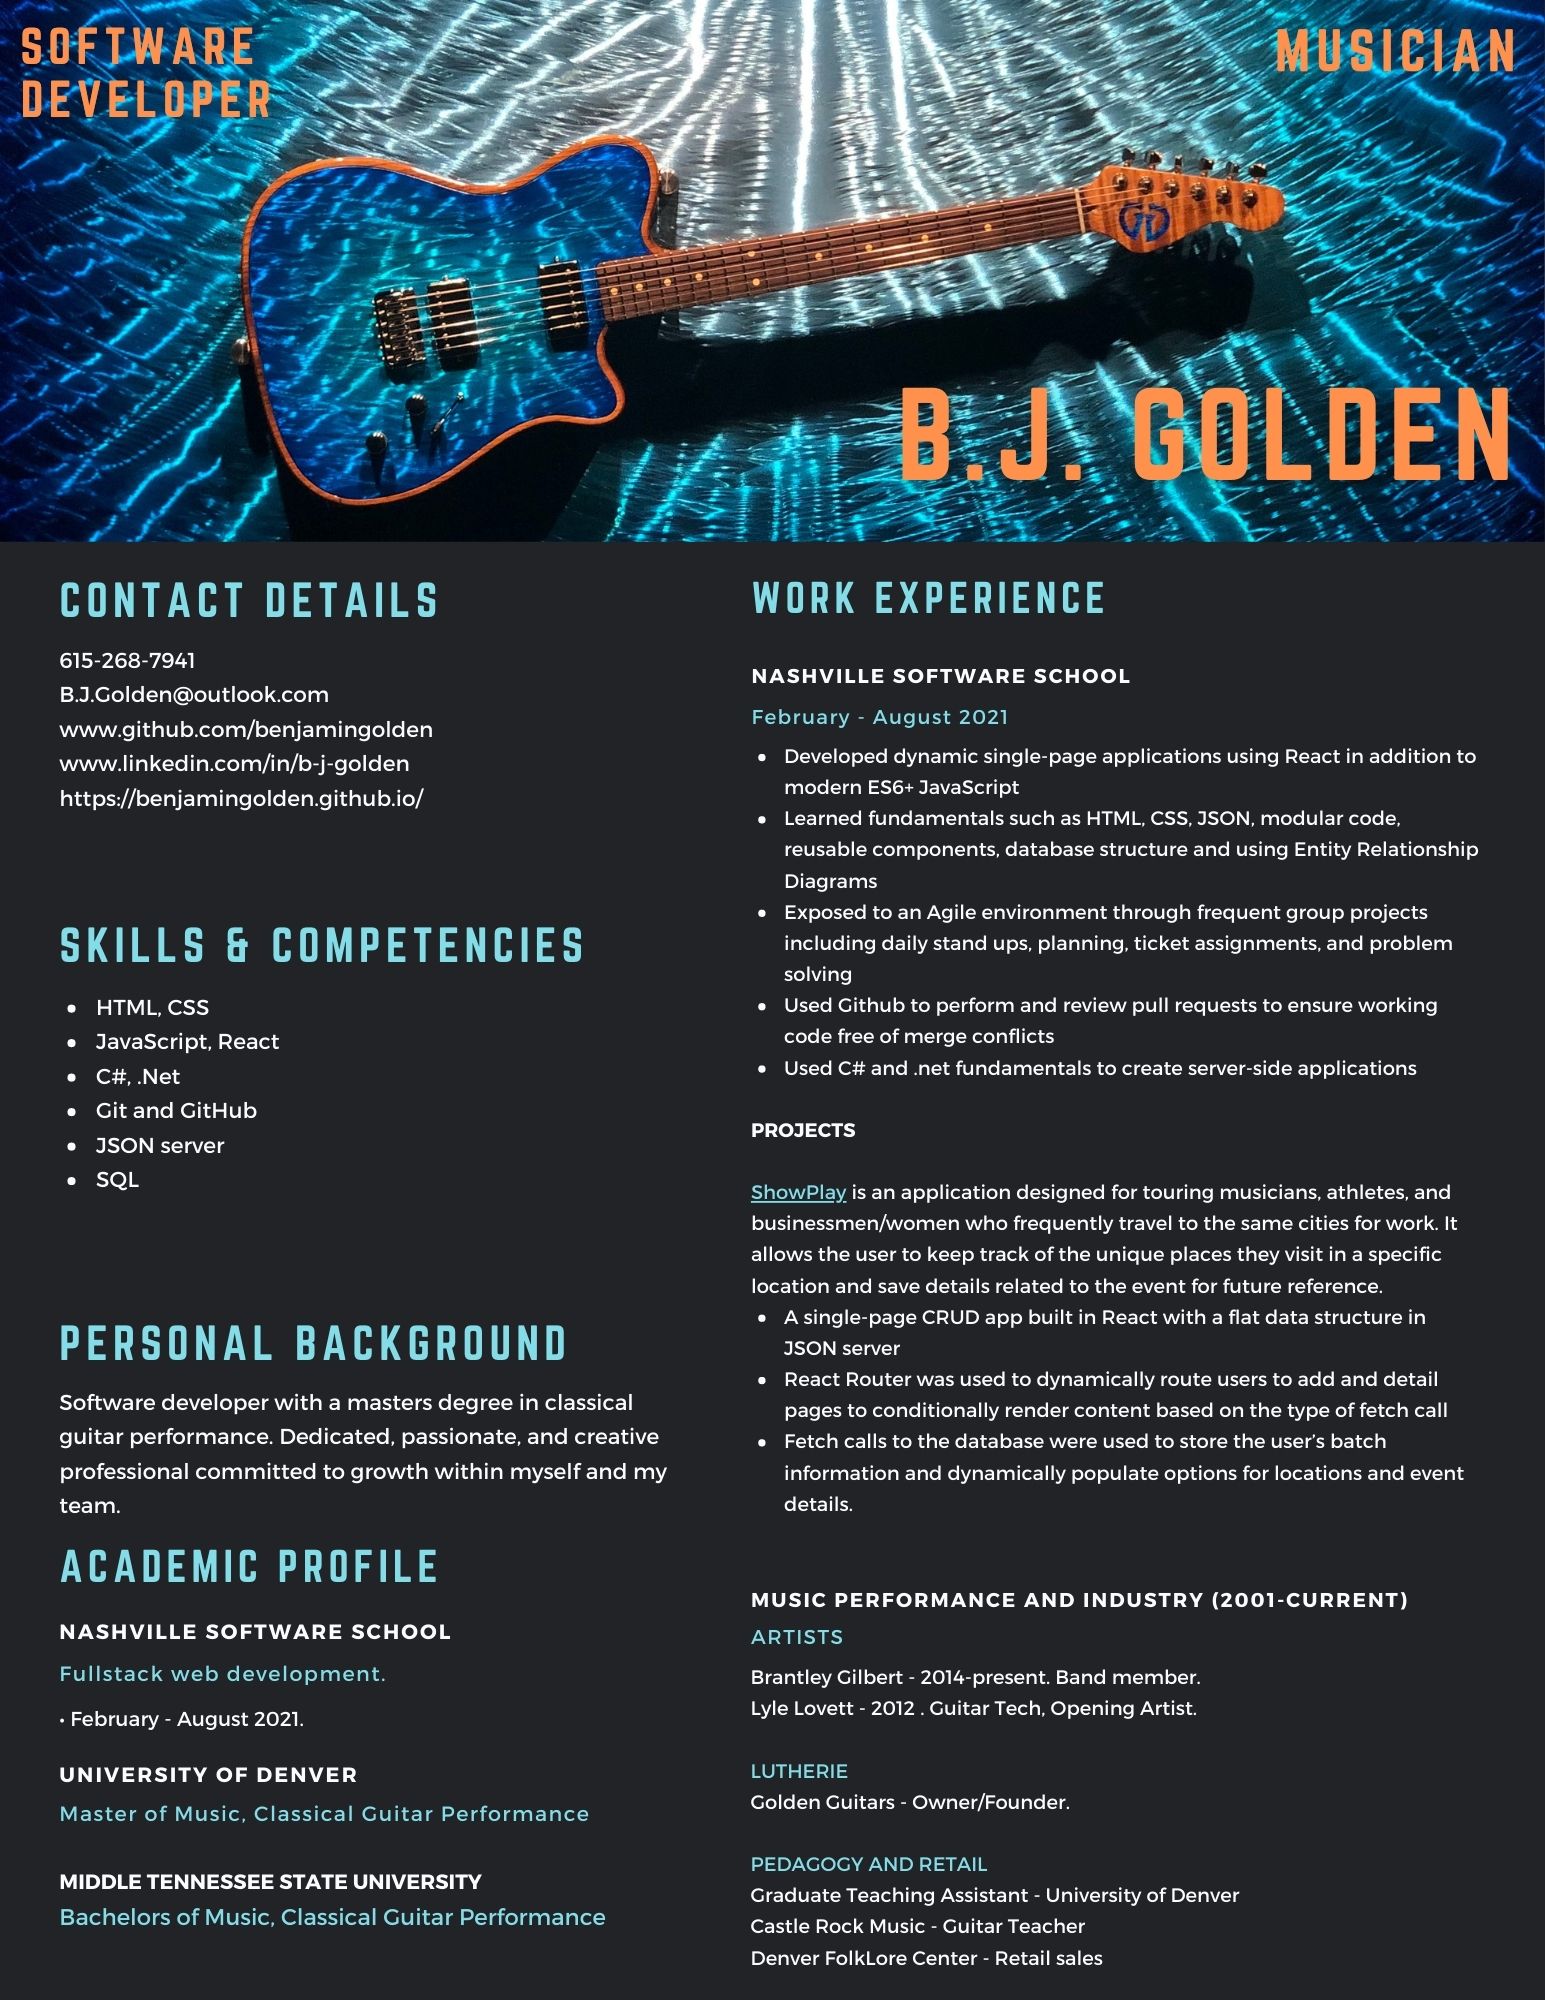 SOFTWARE
DEVELOPER
MUSICIAN
GG
B.J. GOLDEN
CONTACT DETAILS
615-268-7941
B.J.Golden@outlook.com
www.github.com/benjamingolden
www.linkedin.com/in/b-j-golden
https://benjamingolden.github.io/
SKILLS & COMPETENCIES
• HTML, CSS
• JavaScript, React
• C#, .Net
• Git and GitHub
• JSON server
• SQL
PERSONAL BACKGROUND
Software developer with a masters degree in classical
guitar performance. Dedicated, passionate, and creative
professional committed to growth within myself and my
team.
ACADEMIC PROFILE
NASHVILLE SOFTWARE SCHOOL
Fullstack web development.
• February - August 2021.
UNIVERSITY OF DENVER
Master of Music, Classical Guitar Performance
MIDDLE TENNESSEE STATE UNIVERSITY
Bachelors of Music, Classical Guitar Performance
WORK EXPERIENCE
NASHVILLE SOFTWARE SCHOOL
February - August 2021
• Developed dynamic single-page applications using React in addition to
modern ES6+ JavaScript
• Learned fundamentals such as HTML, CSS, JSON, modular code,
reusable components, database structure and using Entity Relationship
Diagrams
• Exposed to an Agile environment through frequent group projects
including daily stand ups, planning, ticket assignments, and problem
solving
• Used Github to perform and review pull requests to ensure working
code free of merge conflicts
• Used C# and .net fundamentals to create server-side applications
PROJECTS
ShowPlay is an application designed for touring musicians, athletes, and
businessmen/women who frequently travel to the same cities for work. It
allows the user to keep track of the unique places they visit in a specific
location and save details related to the event for future reference.
• A single-page CRUD app built in React with a flat data structure in
JSON server
• React Router was used to dynamically route users to add and detail
pages to conditionally render content based on the type of fetch call
• Fetch calls to the database were used to store the user’s batch
information and dynamically populate options for locations and event
details.
MUSIC PERFORMANCE AND INDUSTRY (2001-CURRENT)
ARTISTS
Brantley Gilbert - 2014-present. Band member.
Lyle Lovett - 2012 . Guitar Tech, Opening Artist.
LUTHERIE
Golden Guitars - Owner/Founder.
PEDAGOGY AND RETAIL
Graduate Teaching Assistant - University of Denver
Castle Rock Music - Guitar Teacher
Denver FolkLore Center - Retail sales